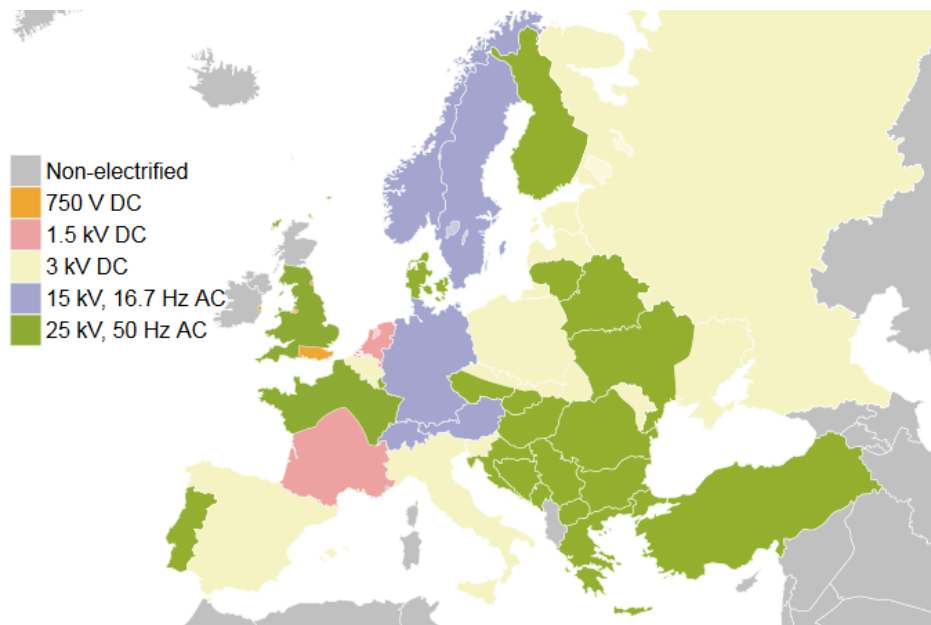 Non-electrified
750 V DC
1.5 kV DC
3 kV DC
15 kV, 16.7 Hz AC
25 kV, 50 Hz AC